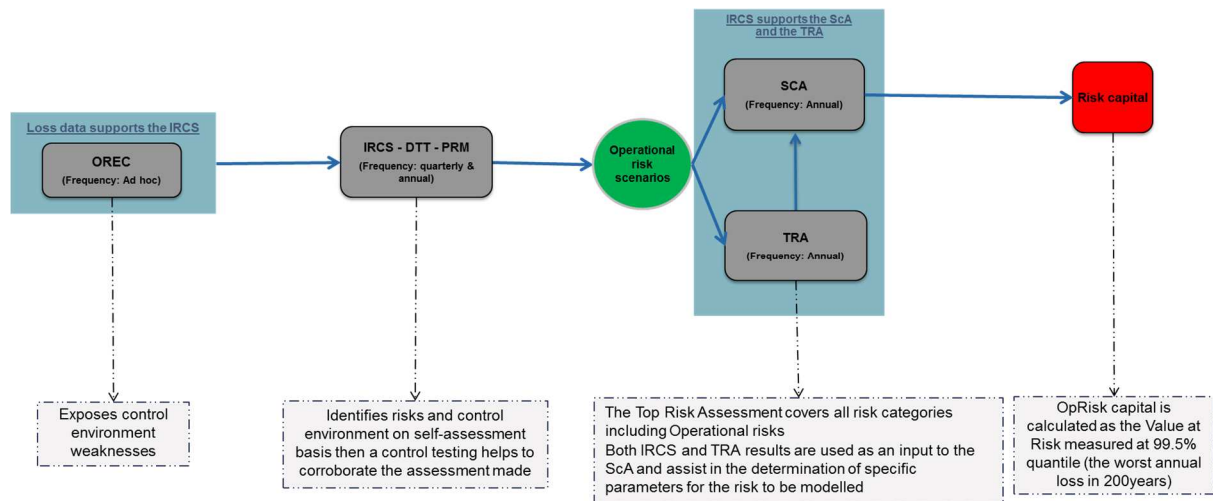 IRCS supports the ScA
and the TRA
Loss data supports the IRCS
OREC
(Frequency: Ad hoc)
IRCS - DTT - PRM
(Frequency: quarterly &
annual)
Operational
risk
scenarios
SCA
(Frequency: Annual)
TRA
(Frequency: Annual)
Risk capital
Exposes control
environment
weaknesses
Identifies risks and control
environment on self-assessment
basis then a control testing helps to
corroborate the assessment made
The Top Risk Assessment covers all risk categories
including Operational risks
Both IRCS and TRA results are used as an input to the
ScA and assist in the determination of specific
parameters for the risk to be modelled
OpRisk capital is
calculated as the Value at
Risk measured at 99.5%
quantile (the worst annual
loss in 200years)